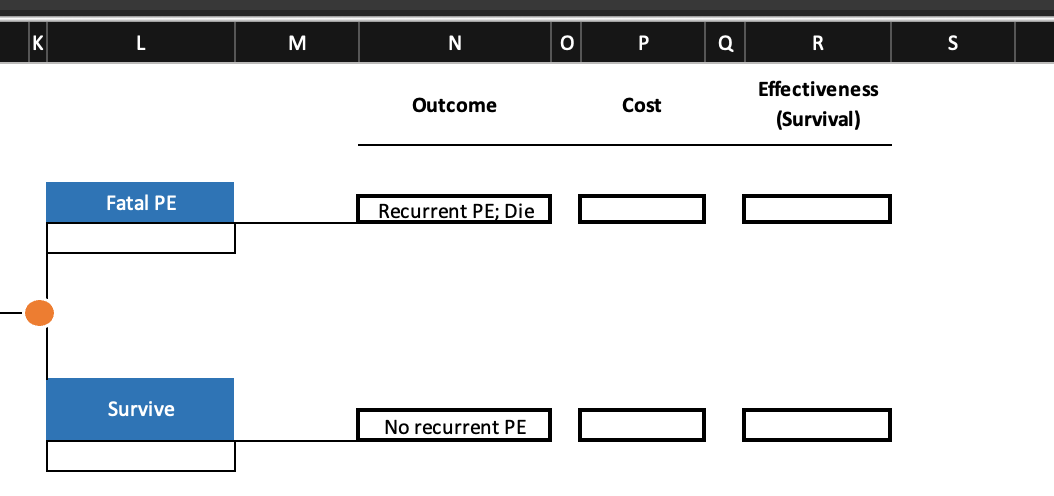 K L M N O P Q R S
Outcome Cost Effectiveness
(Survival)
Fatal PE Recurrent PE; Die
Survive No recurrent PE